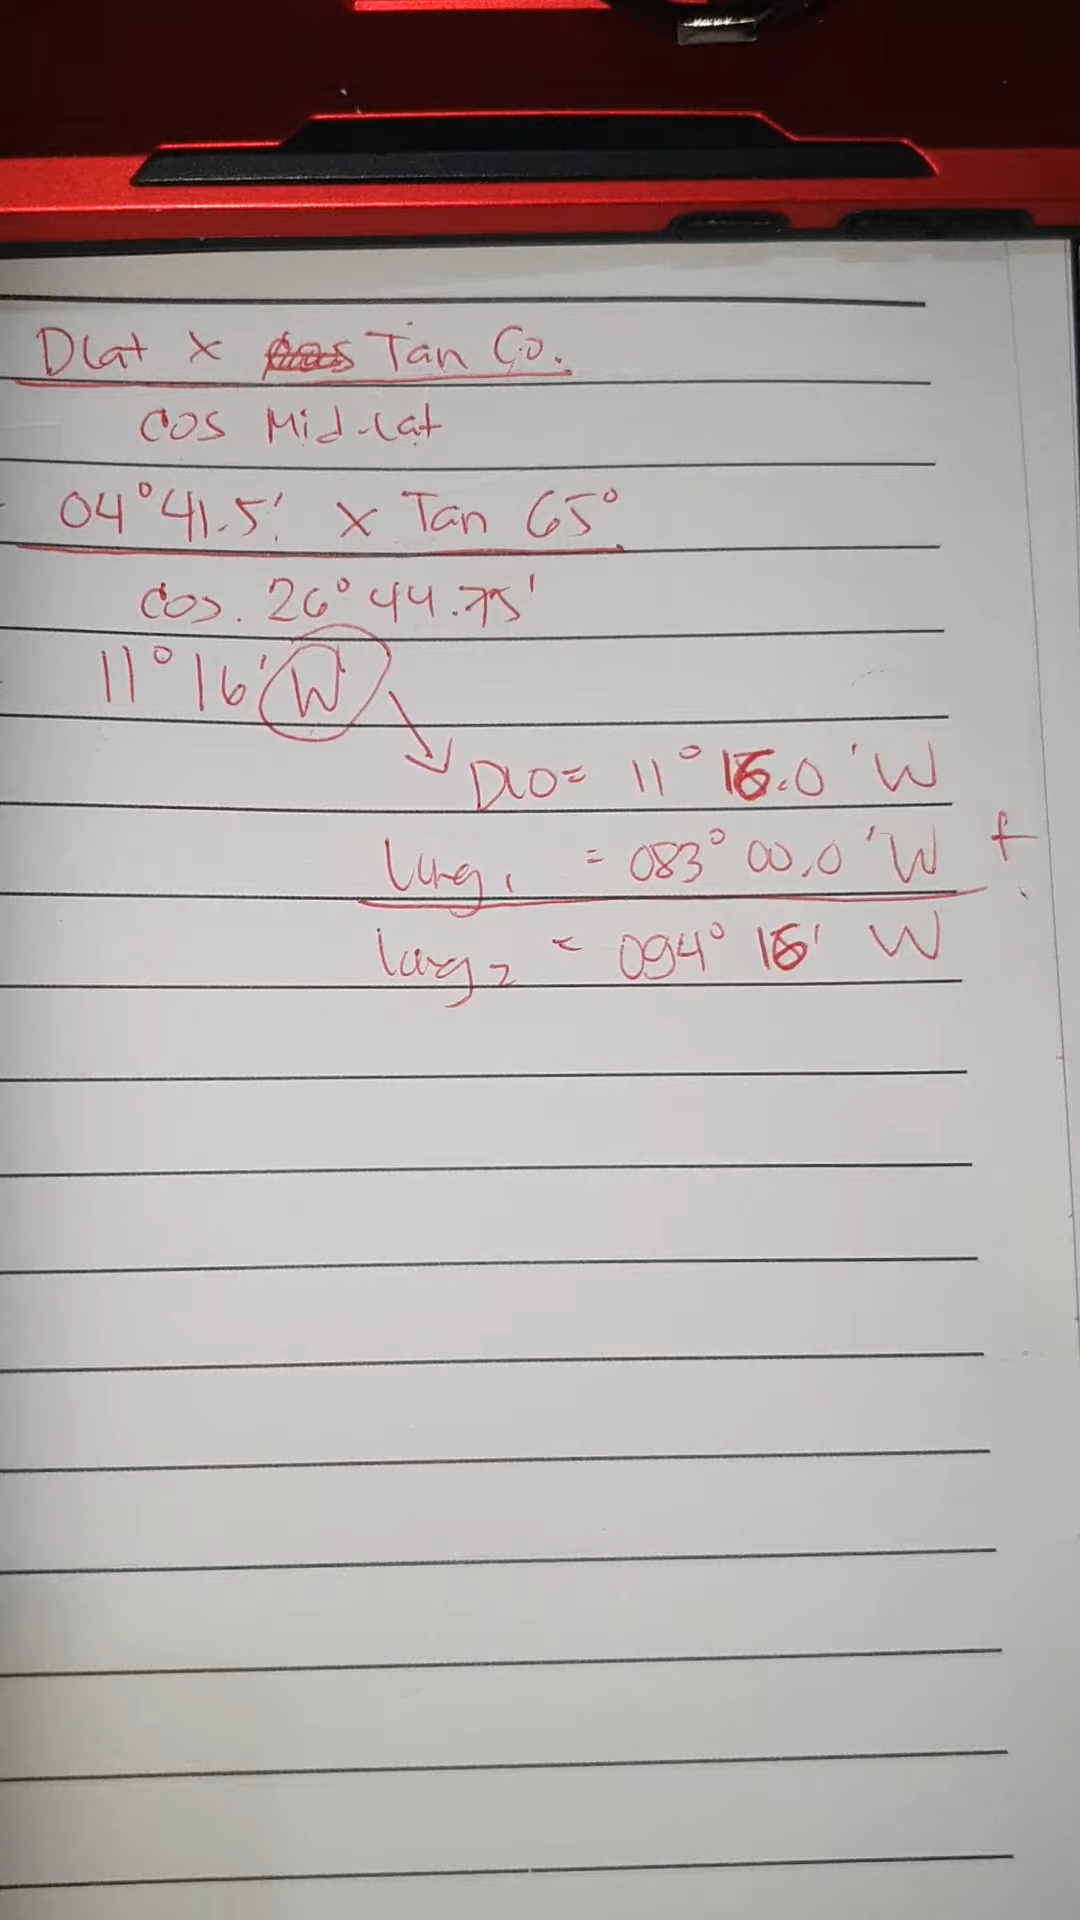 Dlat x Tan Co.
cos Mid-Lat
04° 41.5' x Tan 65°
cos. 26° 44.75'
11° 16' W
DLO = 11° 16.0' W
Long₁ = 083° 00.0' W +
Long₂ = 094° 16' W